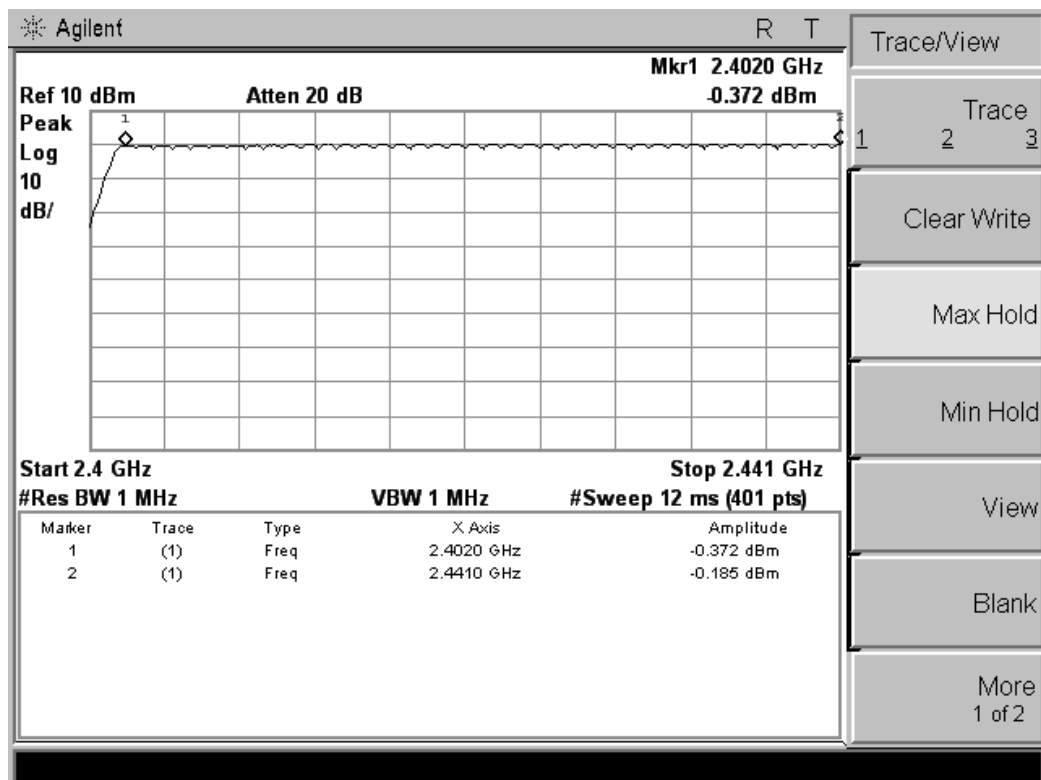 Agilent R T
Trace/View
Mkr1 2.4020 GHz
Ref 10 dBm Atten 20 dB -0.372 dBm
Peak
Log
10
dB/
1
2
Trace
1 2 3
Clear Write
Max Hold
Min Hold
View
Blank
More
1 of 2
Start 2.4 GHz Stop 2.441 GHz
#Res BW 1 MHz VBW 1 MHz #Sweep 12 ms (401 pts)
Marker Trace Type X Axis Amplitude
1 (1) Freq 2.4020 GHz -0.372 dBm
2 (1) Freq 2.4410 GHz -0.185 dBm